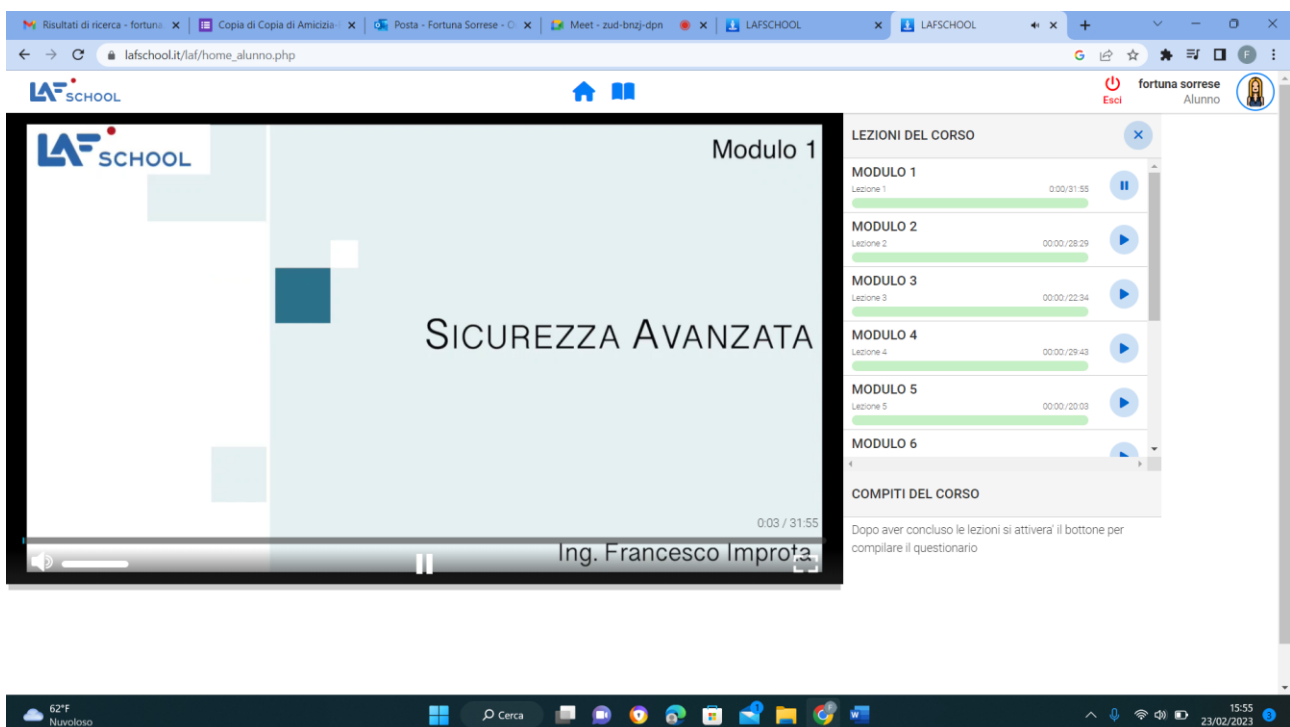 Risultati di ricerca - fortuna
Copia di Copia di Amicizia-
Posta - Fortuna Sorrese - O
Meet - zud-bnzj-dpn
LAFSCHOOL
LAFSCHOOL
lafschool.it/laf/home_alunno.php
F
LAF SCHOOL
Esci
fortuna sorrese
Alunno
LAF SCHOOL
Modulo 1
SICUREZZA AVANZATA
0:03 / 31:55
Ing. Francesco Improta
LEZIONI DEL CORSO
MODULO 1
Lezione 1 0:00/31:55
MODULO 2
Lezione 2 00:00/28:29
MODULO 3
Lezione 3 00:00/22:34
MODULO 4
Lezione 4 00:00/29:43
MODULO 5
Lezione 5 00:00/20:03
MODULO 6
COMPITI DEL CORSO
Dopo aver concluso le lezioni si attivera' il bottone per
compilare il questionario
62°F
Nuvoloso
Cerca
15:55
23/02/2023
3